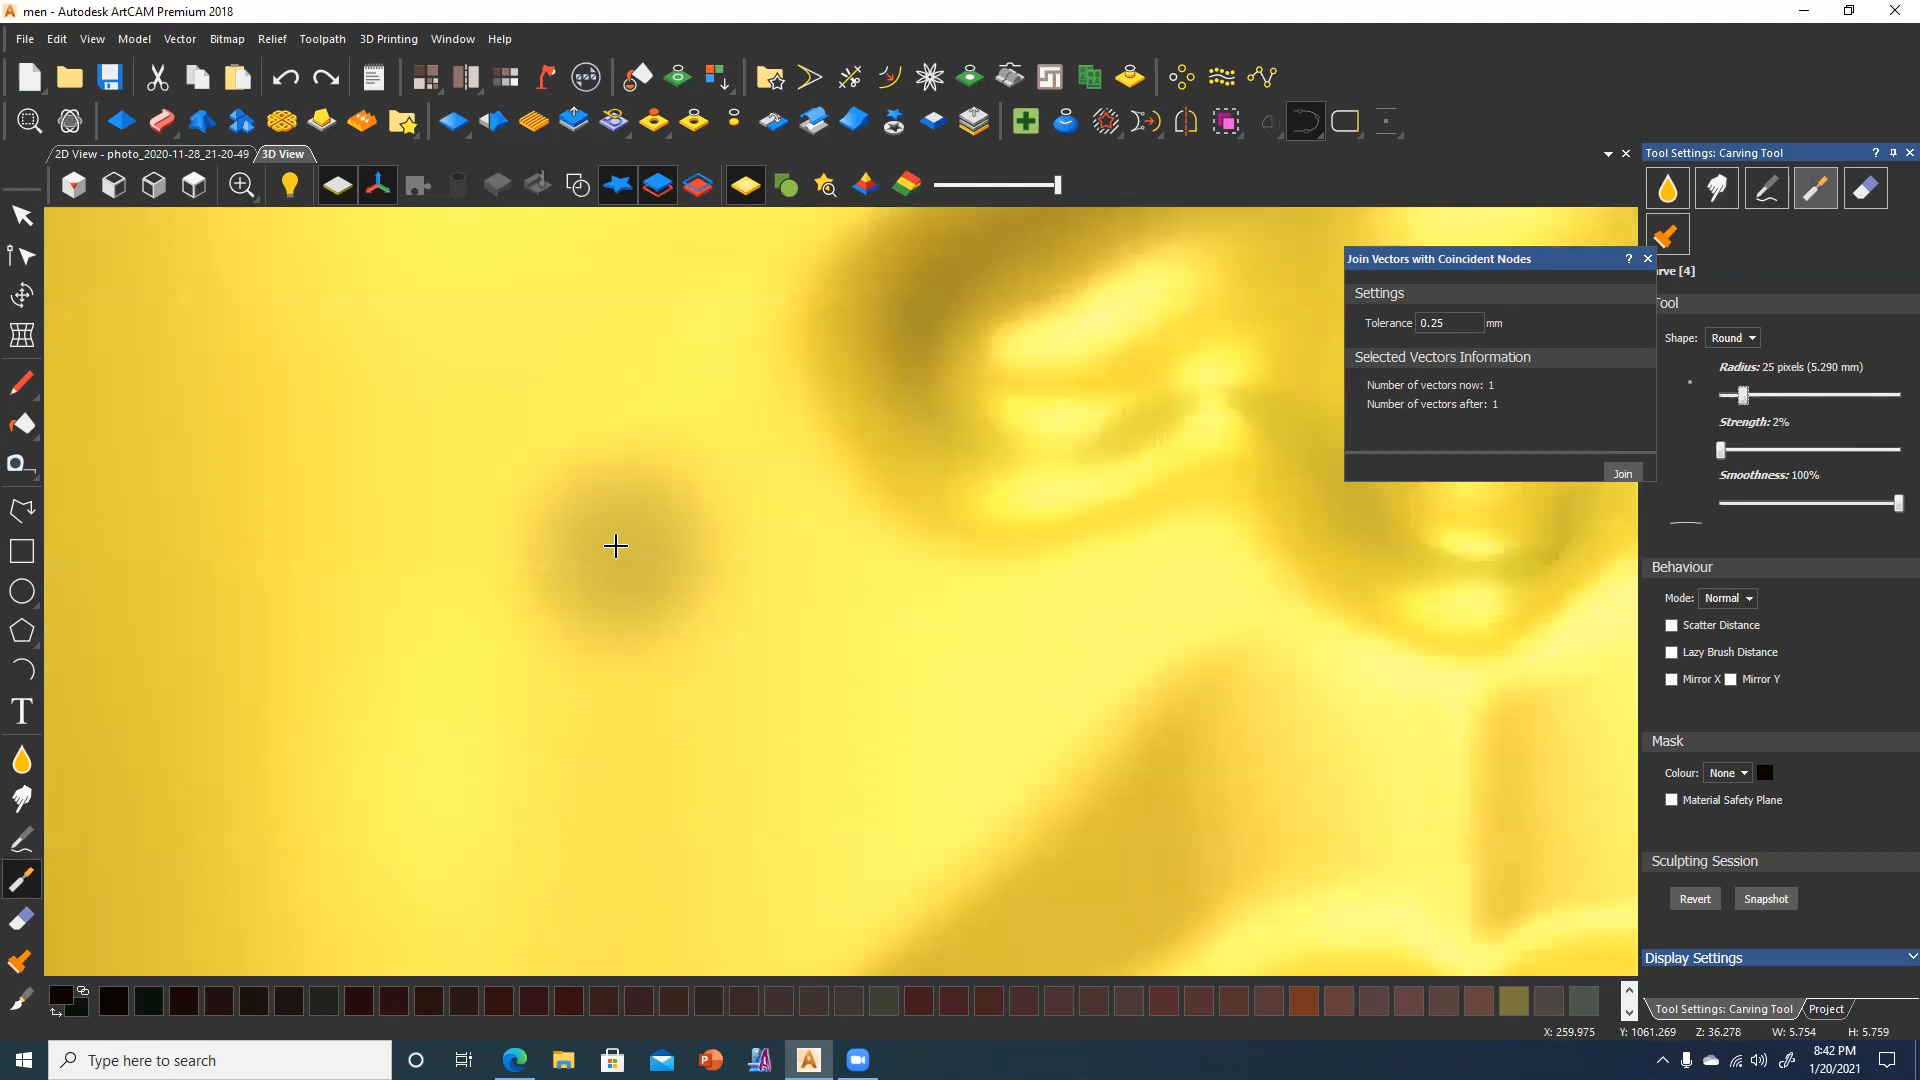 men - Autodesk ArtCAM Premium 2018
File Edit View Model Vector Bitmap Relief Toolpath 3D Printing Window Help
2D View - photo_2020-11-28_21-20-49 3D View
Tool Settings: Carving Tool
Join Vectors with Coincident Nodes
Settings
Tolerance 0.25 mm
Selected Vectors Information
Number of vectors now: 1
Number of vectors after: 1
Join
rve [4]
Tool
Shape: Round
Radius: 25 pixels (5.290 mm)
Strength: 2%
Smoothness: 100%
Behaviour
Mode: Normal
Scatter Distance
Lazy Brush Distance
Mirror X Mirror Y
Mask
Colour: None
Material Safety Plane
Sculpting Session
Revert Snapshot
Display Settings
Tool Settings: Carving Tool Project
X: 259.975 Y: 1061.269 Z: 36.278 W: 5.754 H: 5.759
Type here to search
8:42 PM
1/20/2021